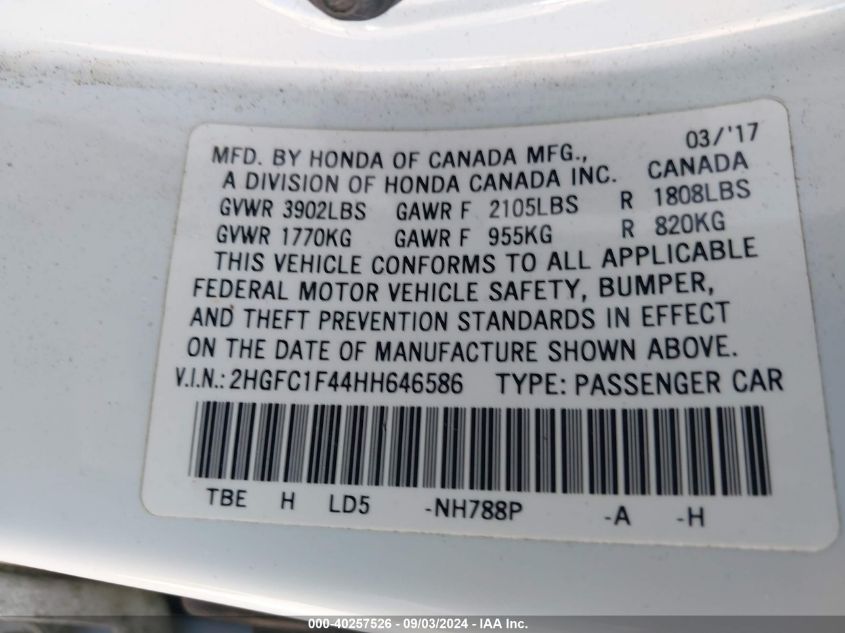 03/'17
MFD. BY HONDA OF CANADA MFG.,
A DIVISION OF HONDA CANADA INC. CANADA
GVWR 3902LBS GAWR F 2105LBS R 1808LBS
GVWR 1770KG GAWR F 955KG R 820KG
THIS VEHICLE CONFORMS TO ALL APPLICABLE
FEDERAL MOTOR VEHICLE SAFETY, BUMPER,
AND THEFT PREVENTION STANDARDS IN EFFECT
ON THE DATE OF MANUFACTURE SHOWN ABOVE.
V.I.N.: 2HGFC1F44HH646586 TYPE: PASSENGER CAR
TBE H LD5 -NH788P -A -H
000-40257526 - 09/03/2024 - IAA Inc.